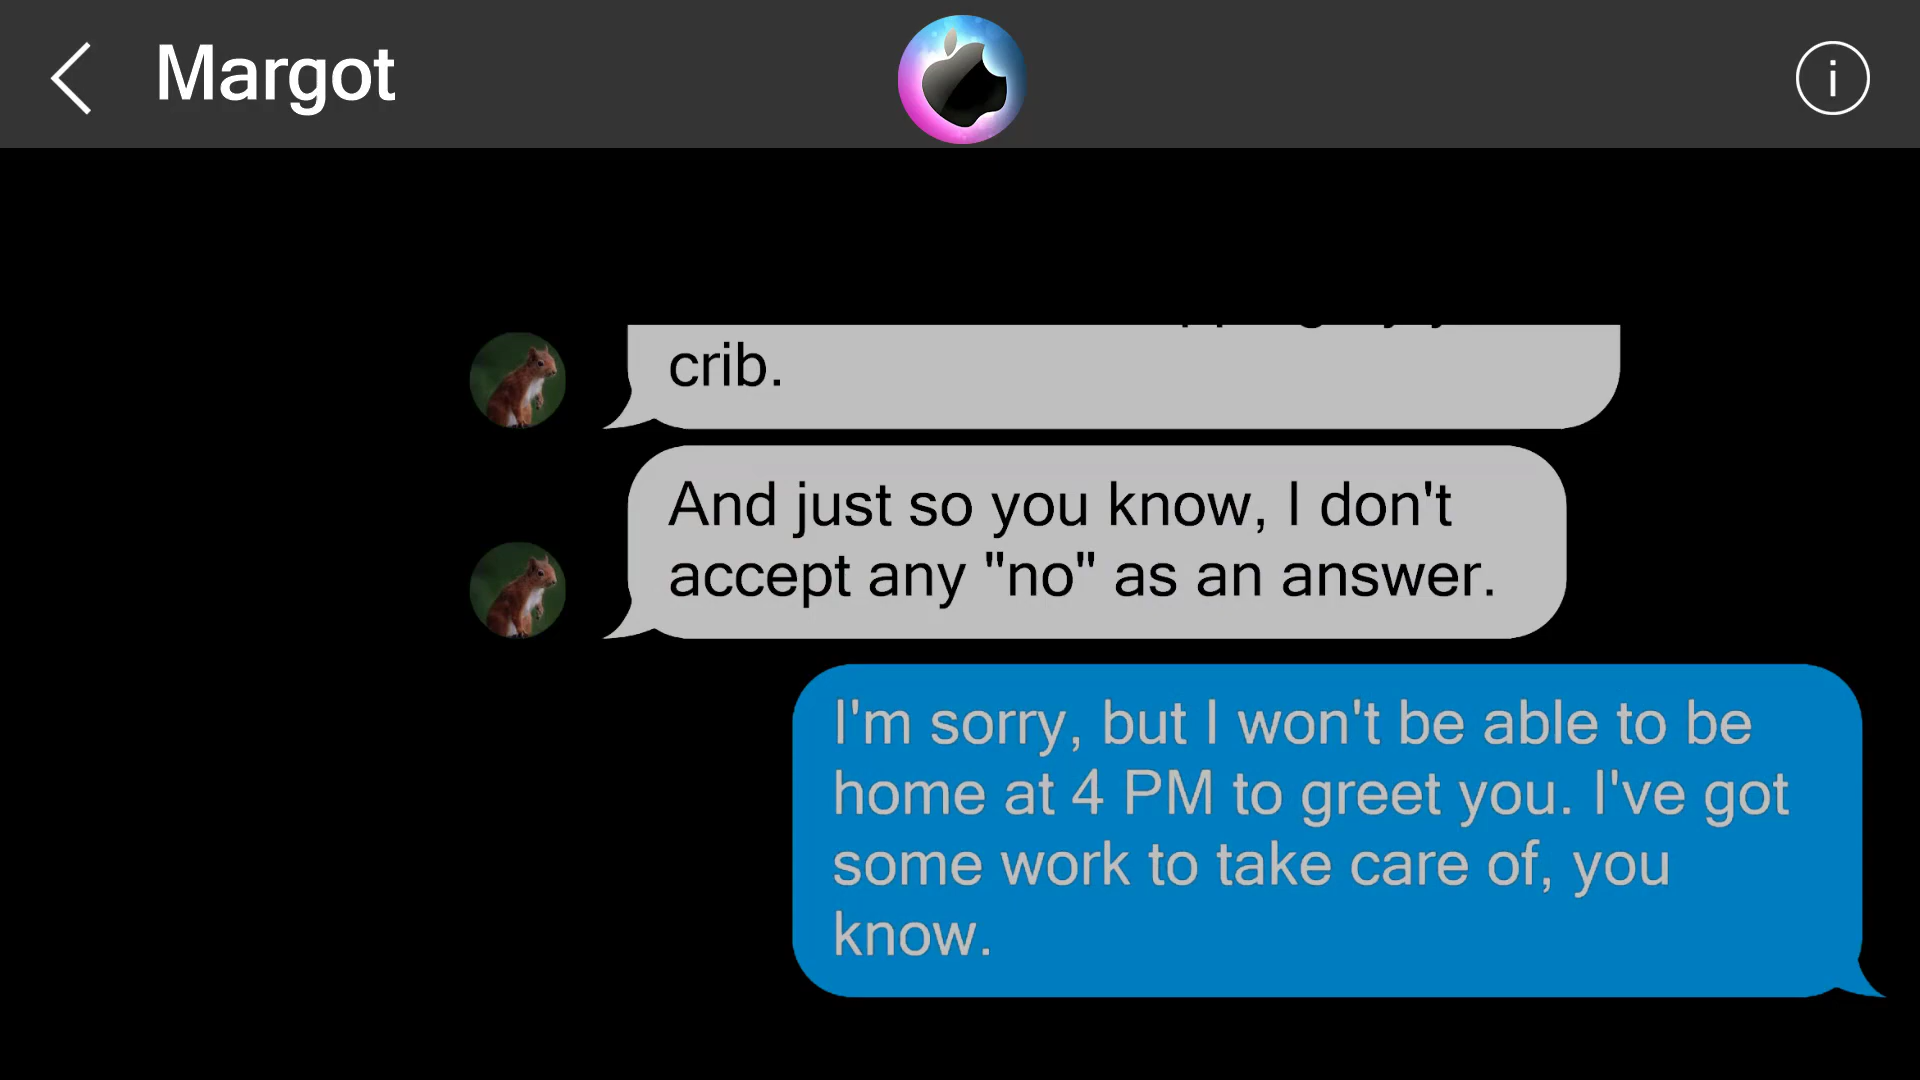 Margot
crib.
And just so you know, I don't
accept any "no" as an answer.
I'm sorry, but I won't be able to be
home at 4 PM to greet you. I've got
some work to take care of, you
know.